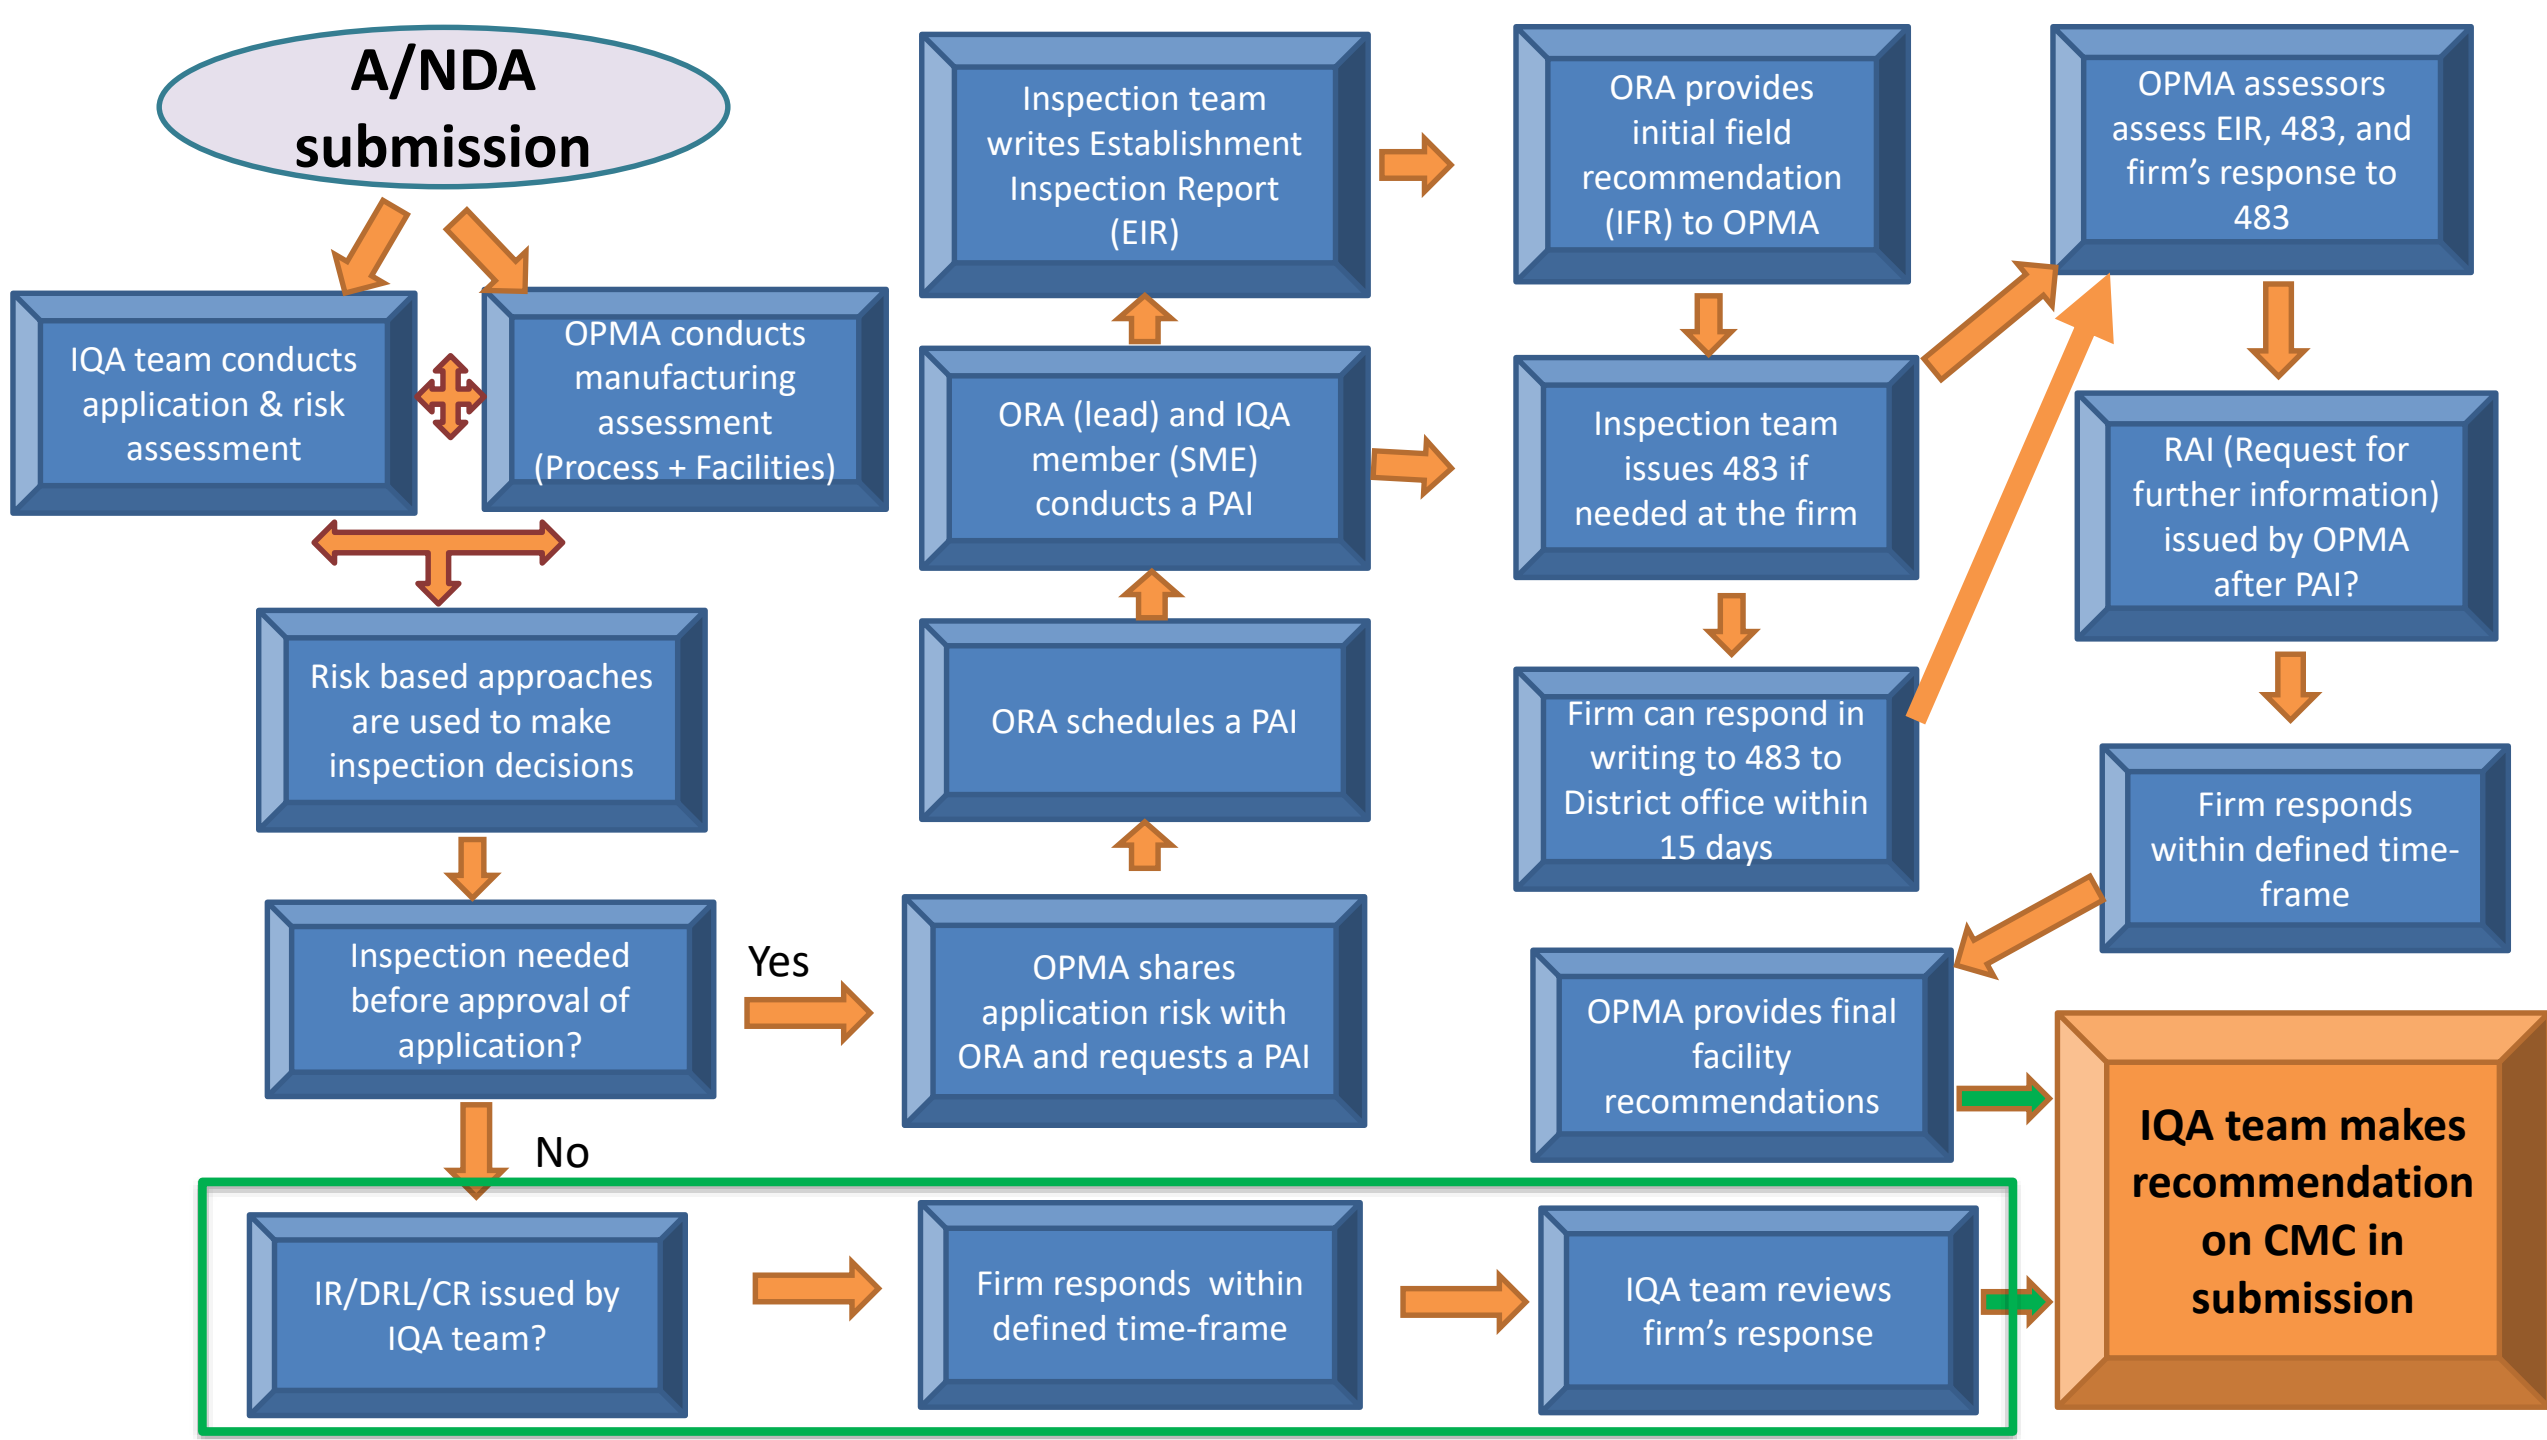 A/NDA
submission
IQA team conducts
application & risk
assessment
OPMA conducts
manufacturing
assessment
(Process + Facilities)
Risk based approaches
are used to make
inspection decisions
Inspection needed
before approval of
application?
Yes
No
OPMA shares
application risk with
ORA and requests a PAI
ORA schedules a PAI
ORA (lead) and IQA
member (SME)
conducts a PAI
Inspection team
writes Establishment
Inspection Report
(EIR)
ORA provides
initial field
recommendation
(IFR) to OPMA
Inspection team
issues 483 if
needed at the firm
Firm can respond in
writing to 483 to
District office within
15 days
OPMA assessors
assess EIR, 483, and
firm’s response to
483
RAI (Request for
further information)
issued by OPMA
after PAI?
Firm responds
within defined time-
frame
OPMA provides final
facility
recommendations
IR/DRL/CR issued by
IQA team?
Firm responds  within
defined time-frame
IQA team reviews
firm’s response
IQA team makes
recommendation
on CMC in
submission